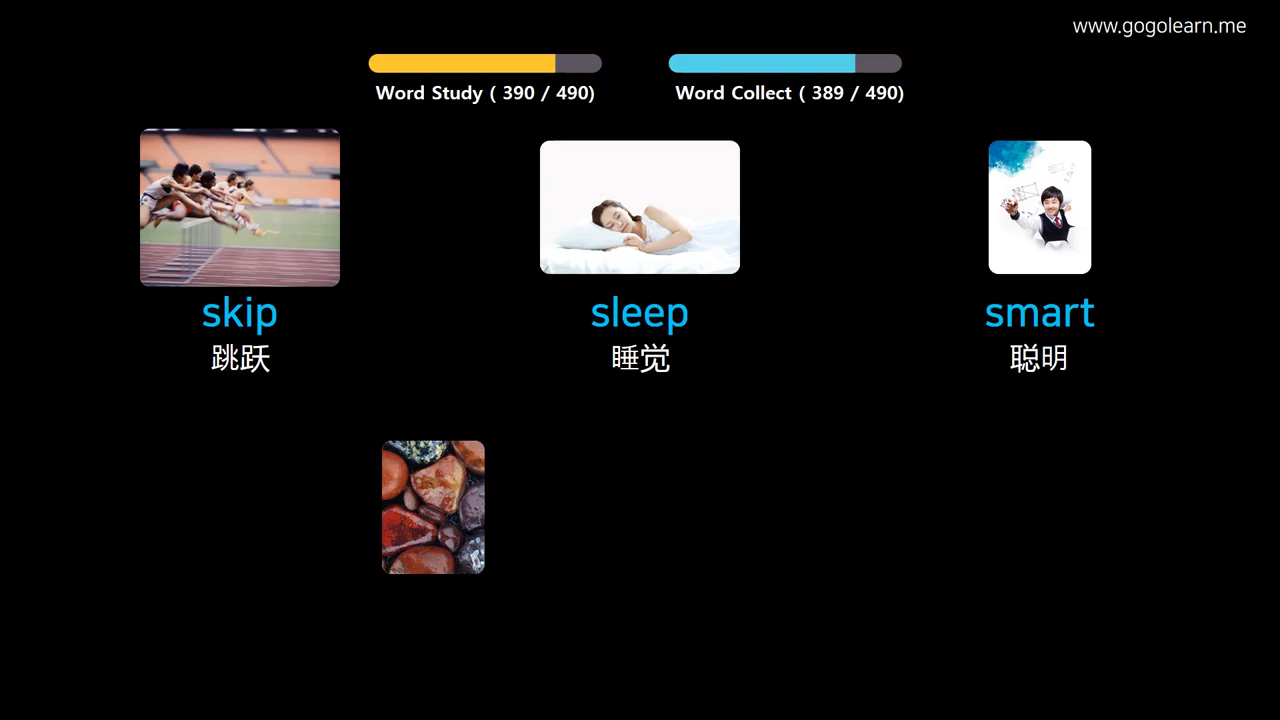 www.gogolearn.me
Word Study ( 390 / 490)
Word Collect ( 389 / 490)
skip
sleep
smart
跳跃
睡觉
聪明